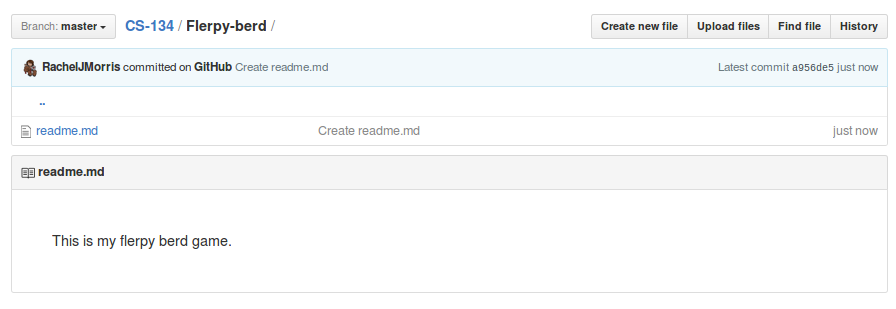 Branch: master CS-134 / Flerpy-berd / Create new file Upload files Find file History
RachelJMorris committed on GitHub Create readme.md Latest commit a956de5 just now
..
readme.md Create readme.md just now
readme.md
This is my flerpy berd game.